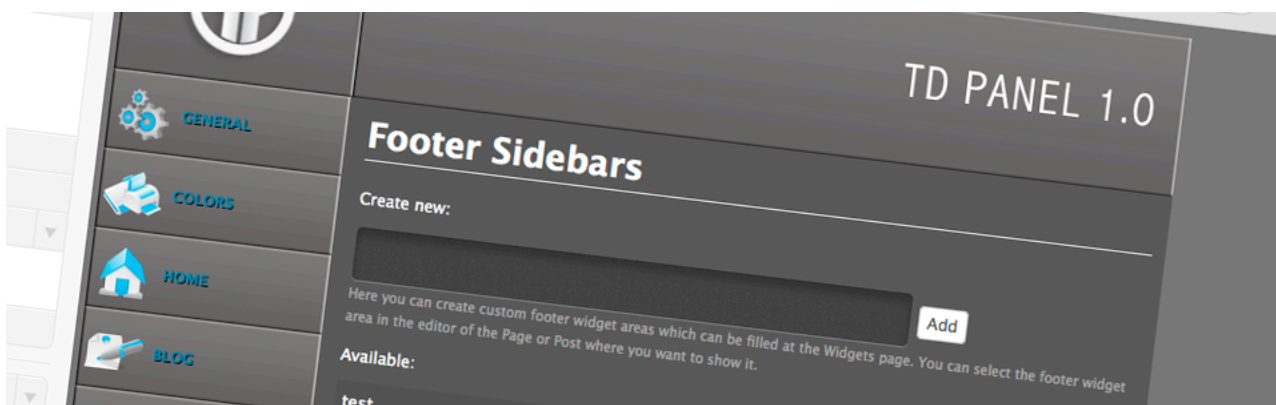 TD PANEL 1.0
GENERAL
COLORS
HOME
BLOG
Footer Sidebars
Create new:
Add
Here you can create custom footer widget areas which can be filled at the Widgets page. You can select the footer widget
area in the editor of the Page or Post where you want to show it.
Available:
test